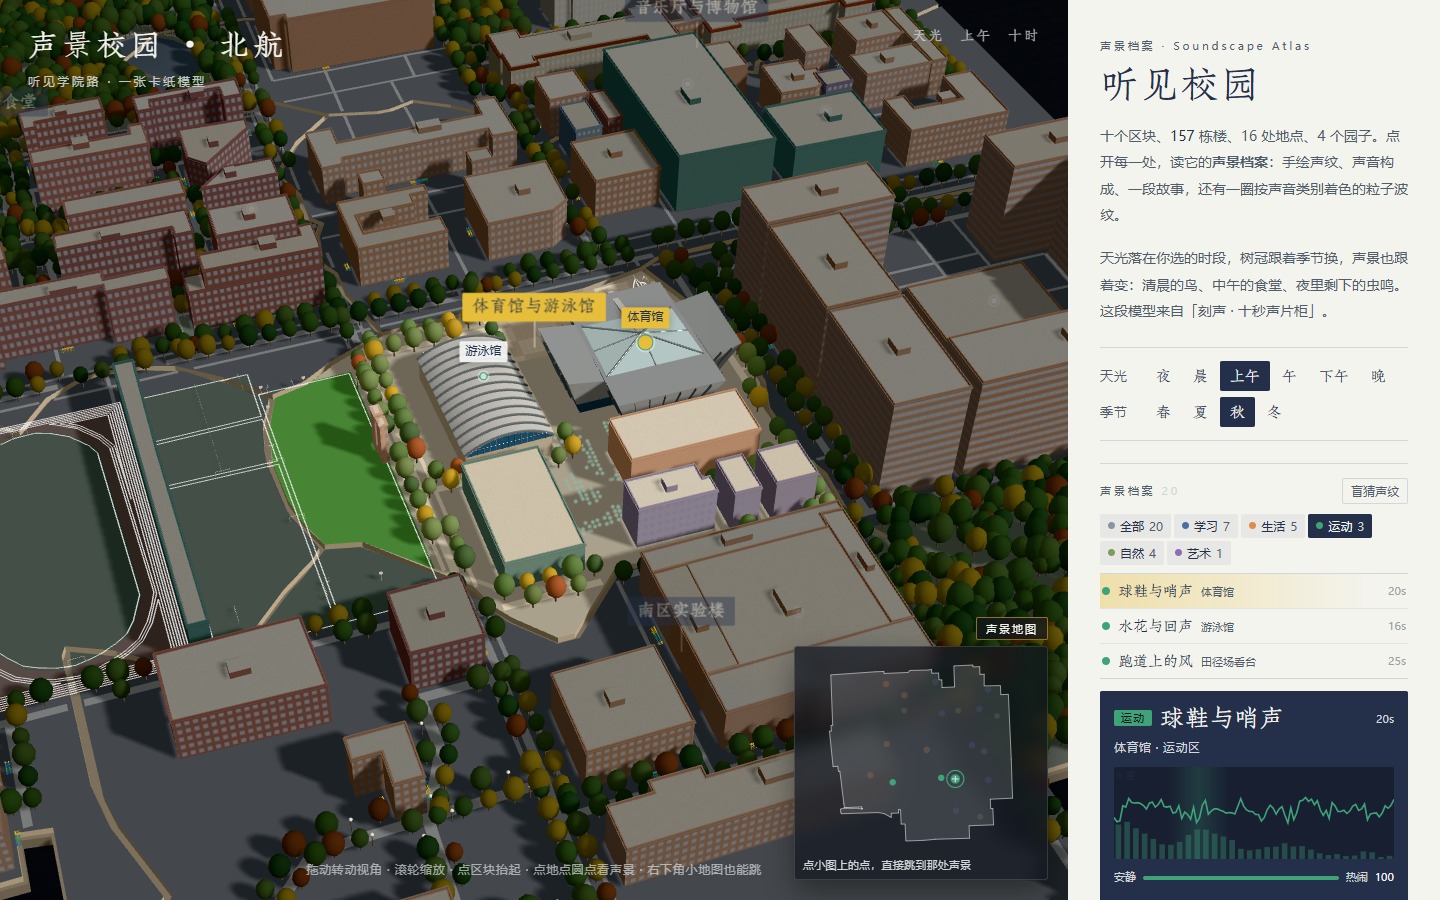 音乐厅与博物馆
声景校园 · 北航
听见学院路 · 一张卡纸模型
食堂
天光 上午 十时
体育馆与游泳馆
体育馆
游泳馆
南区实验楼
声景地图
点小图上的点，直接跳到那处声景
拖动转动视角 · 滚轮缩放 · 点区块抬起 · 点地点圆点看声景 · 右下角小地图也能跳
声景档案 · Soundscape Atlas
听见校园
十个区块、157 栋楼、16 处地点、4 个园子。点
开每一处，读它的声景档案：手绘声纹、声音构
成、一段故事，还有一圈按声音类别着色的粒子波
纹。
天光落在你选的时段，树冠跟着季节换，声景也跟
着变：清晨的鸟、中午的食堂、夜里剩下的虫鸣。
这段模型来自「刻声 · 十秒声片柜」。
天光 夜 晨 上午 午 下午 晚
季节 春 夏 秋 冬
声景档案 20 盲猜声纹
全部 20 学习 7 生活 5 运动 3
自然 4 艺术 1
球鞋与哨声 体育馆 20s
水花与回声 游泳馆 16s
跑道上的风 田径场看台 25s
运动 球鞋与哨声 20s
体育馆 · 运动区
安静 热闹 100